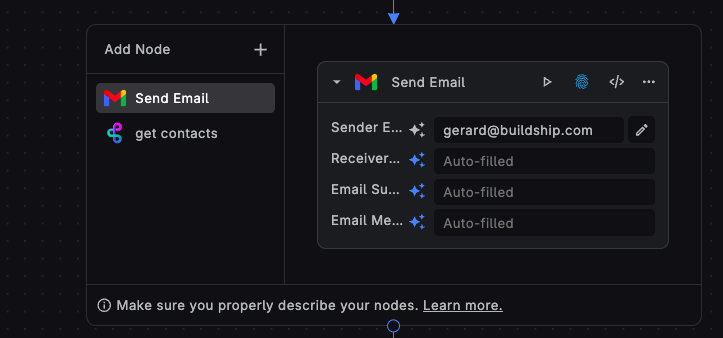 Add Node
Send Email
get contacts
Send Email
Sender E...
gerard@buildship.com
Receiver...
Auto-filled
Email Su...
Auto-filled
Email Me...
Auto-filled
Make sure you properly describe your nodes. Learn more.